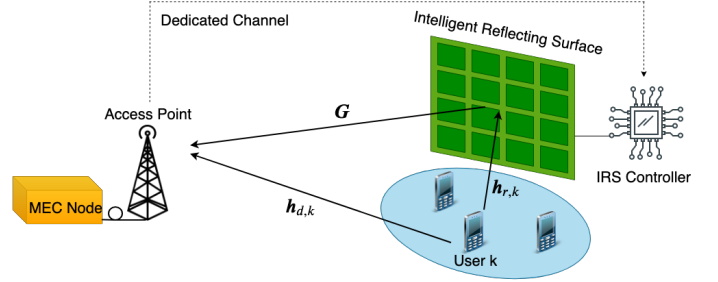 Dedicated Channel
Intelligent Reflecting Surface
Access Point
G
IRS Controller
MEC Node
h_{d,k}
h_{r,k}
User k